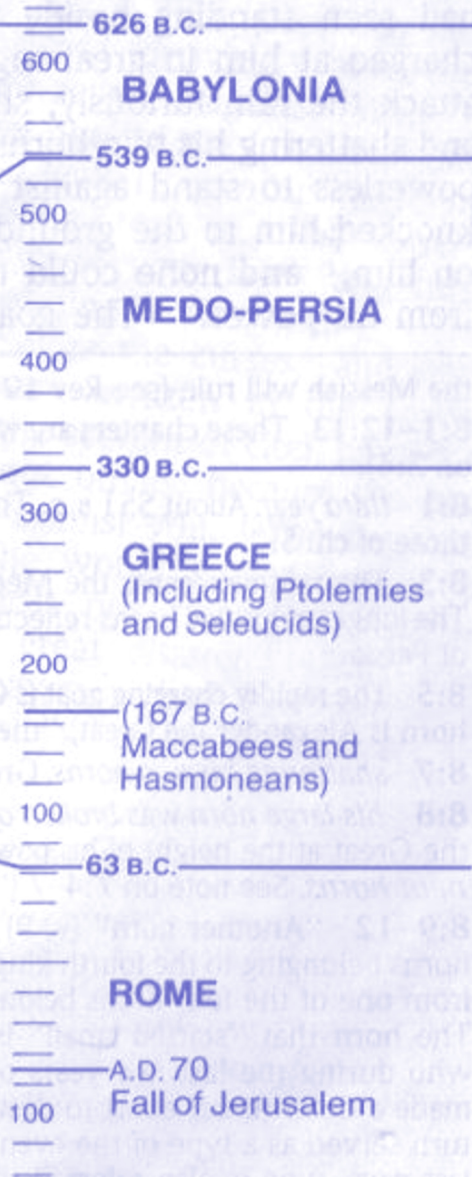 626 B.C.
600
BABYLONIA
539 B.C.
500
MEDO-PERSIA
400
330 B.C.
300
GREECE
(Including Ptolemies
and Seleucids)
200
(167 B.C.
Maccabees and
Hasmoneans)
100
63 B.C.
ROME
A.D. 70
100
Fall of Jerusalem